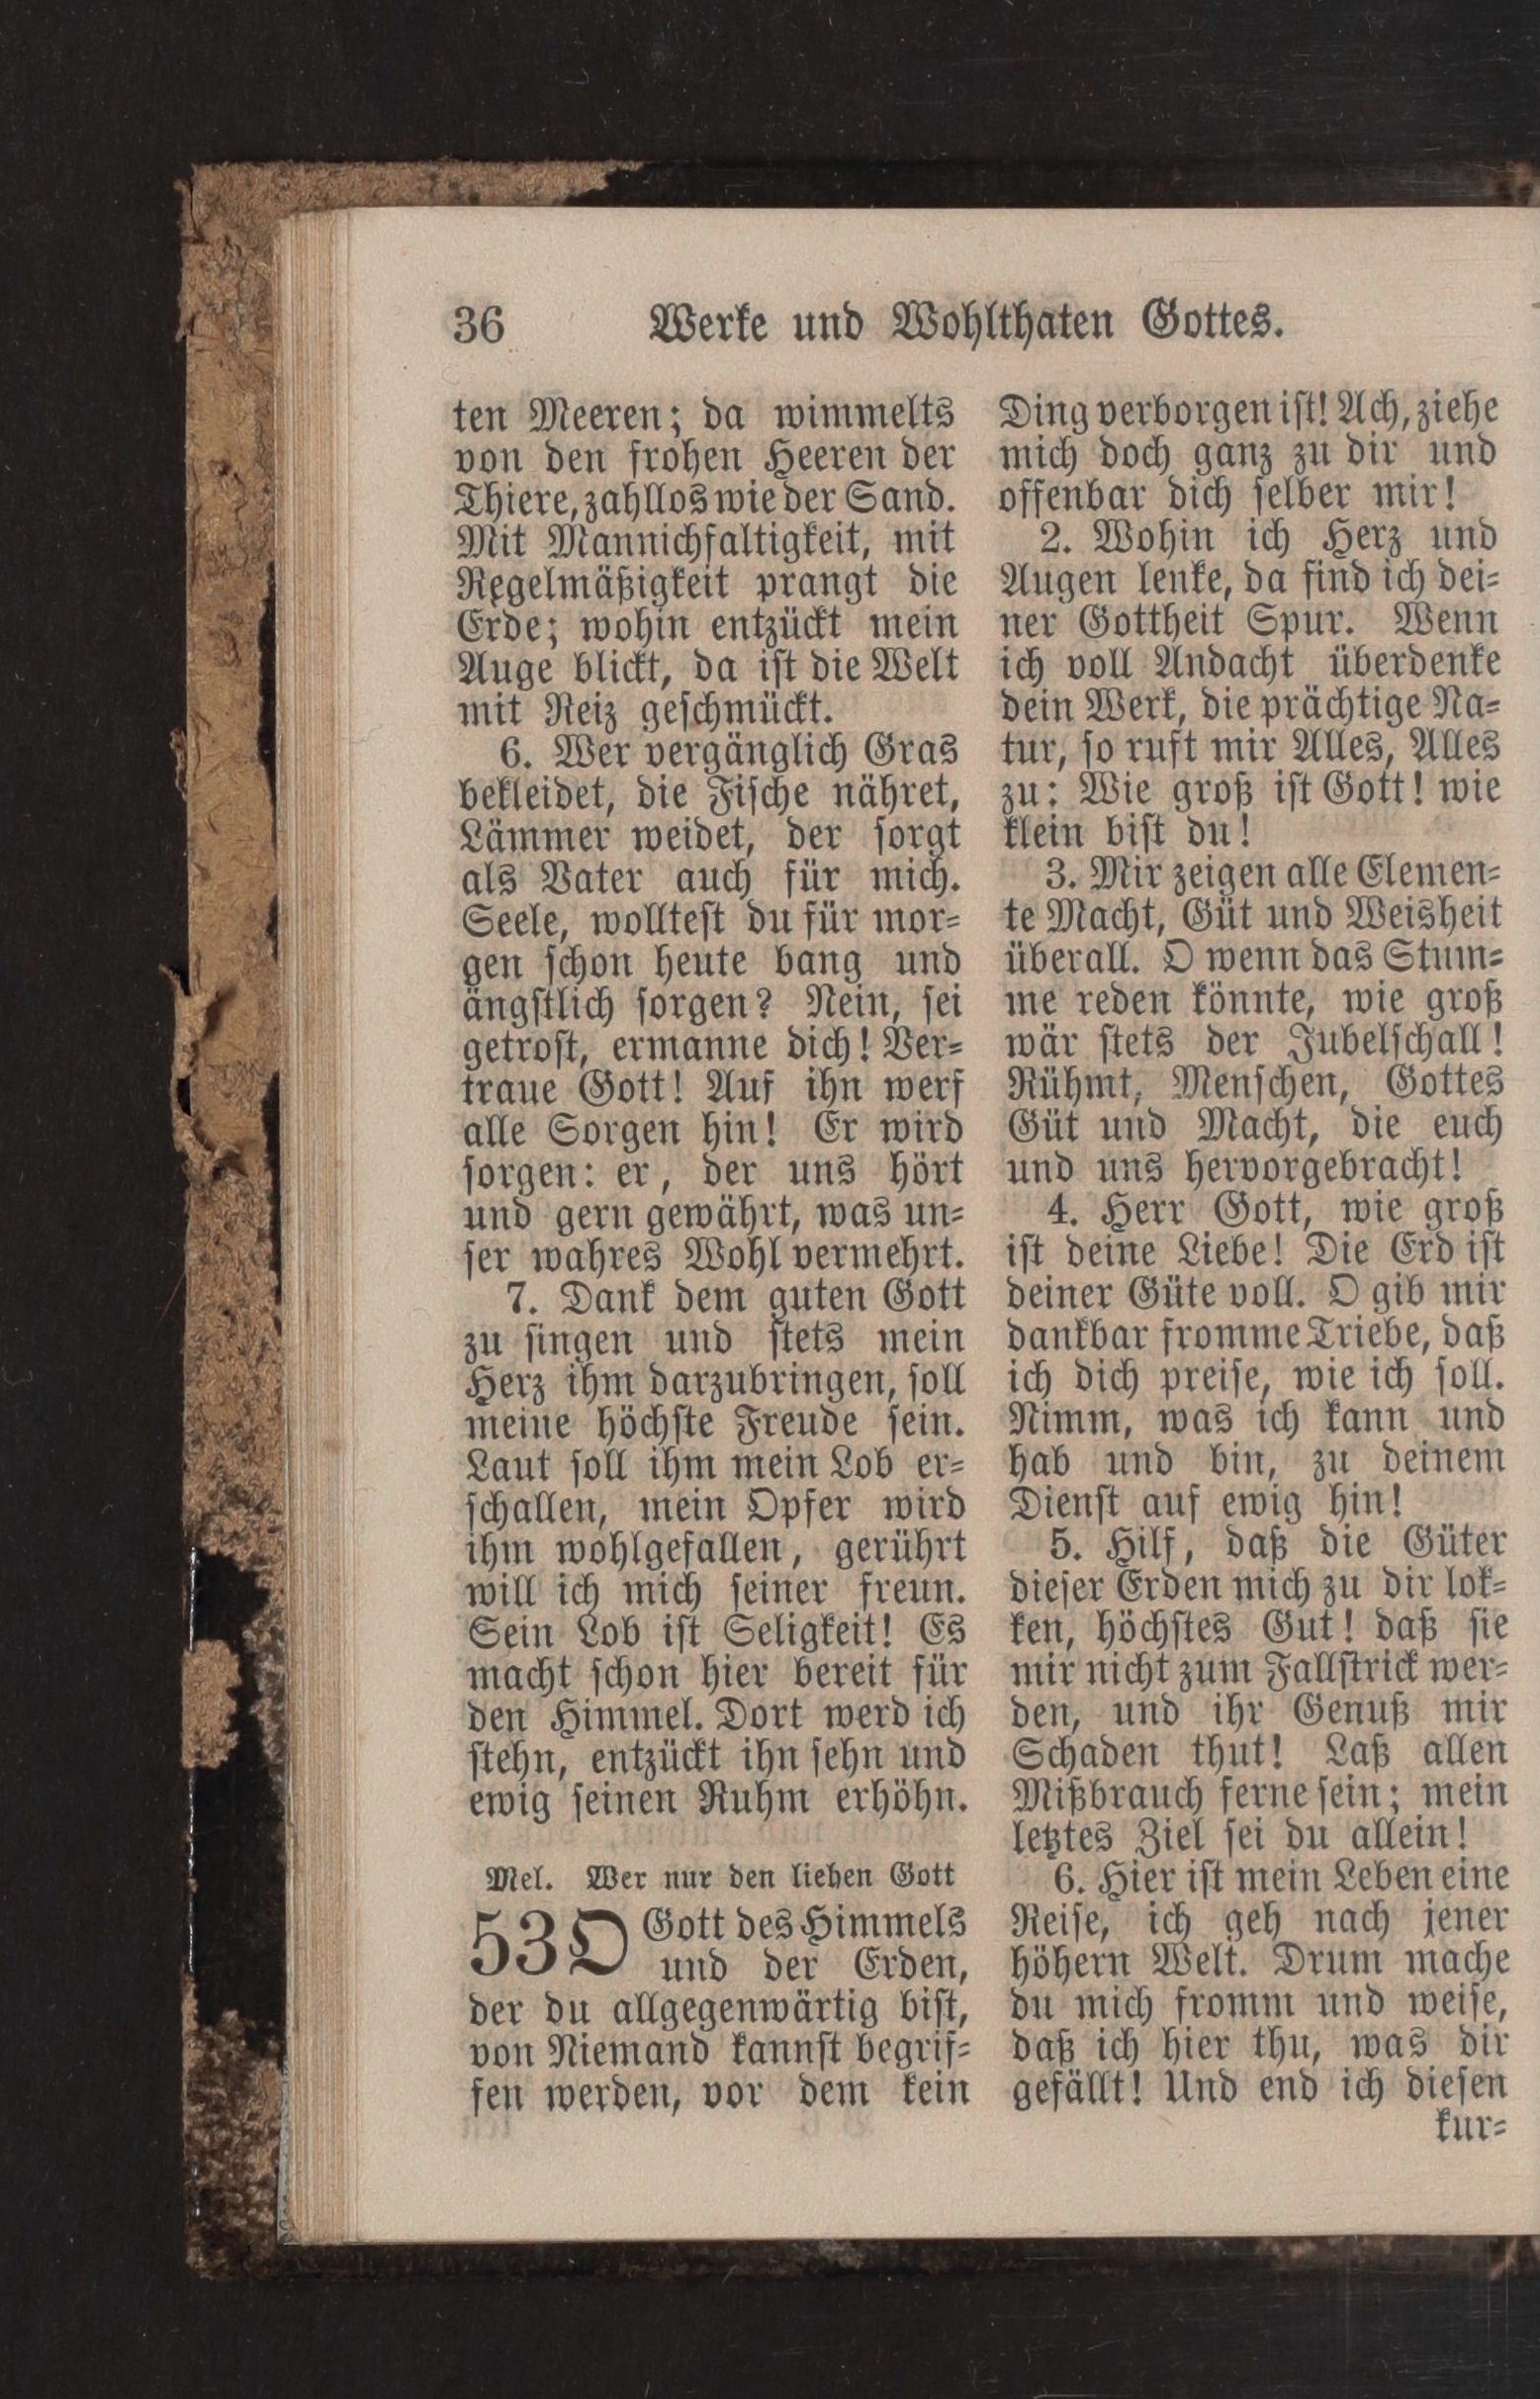 36 Werke und Wohlthaten Gottes.
ten Meeren; da wimmelts
von den frohen Heeren der
Thiere, zahllos wie der Sand.
Mit Mannichfaltigkeit, mit
Regelmäßigkeit prangt die
Erde; wohin entzückt mein
Auge blickt, da ist die Welt
mit Reiz geschmückt.
6. Wer vergänglich Gras
bekleidet, die Fische nähret,
Lämmer weidet, der sorgt
als Vater auch für mich.
Seele, wolltest du für mor-
gen schon heute bang und
ängstlich sorgen? Nein, sei
getrost, ermanne dich! Ver-
traue Gott! Auf ihn werf
alle Sorgen hin! Er wird
sorgen: er, der uns hört
und gern gewährt, was un-
ser wahres Wohl vermehrt.
7. Dank dem guten Gott
zu singen und stets mein
Herz ihm darzubringen, soll
meine höchste Freude sein.
Laut soll ihm mein Lob er-
schallen, mein Opfer wird
ihm wohlgefallen, gerührt
will ich mich seiner freun.
Sein Lob ist Seligkeit! Es
macht schon hier bereit für
den Himmel. Dort werd ich
stehn, entzückt ihn sehn und
ewig seinen Ruhm erhöhn.
Mel. Wer nur den lieben Gott
53 O Gott des Himmels
und der Erden,
der du allgegenwärtig bist,
von Niemand kannst begrif-
fen werden, vor dem kein
Ding verborgen ist! Ach, ziehe
mich doch ganz zu dir und
offenbar dich selber mir!
2. Wohin ich Herz und
Augen lenke, da find ich dei-
ner Gottheit Spur. Wenn
ich voll Andacht überdenke
dein Werk, die prächtige Na-
tur, so ruft mir Alles, Alles
zu: Wie groß ist Gott! wie
klein bist du!
3. Mir zeigen alle Elemen-
te Macht, Güt und Weisheit
überall. O wenn das Stum-
me reden könnte, wie groß
wär stets der Jubelschall!
Rühmt, Menschen, Gottes
Güt und Macht, die euch
und uns hervorgebracht!
4. Herr Gott, wie groß
ist deine Liebe! Die Erd ist
deiner Güte voll. O gib mir
dankbar fromme Triebe, daß
ich dich preise, wie ich soll.
Nimm, was ich kann und
hab und bin, zu deinem
Dienst auf ewig hin!
5. Hilf, daß die Güter
dieser Erden mich zu dir lok-
ken, höchstes Gut! daß sie
mir nicht zum Fallstrick wer-
den, und ihr Genuß mir
Schaden thut! Laß allen
Mißbrauch ferne sein; mein
letztes Ziel sei du allein!
6. Hier ist mein Leben eine
Reise, ich geh nach jener
höhern Welt. Drum mache
du mich fromm und weise,
daß ich hier thu, was dir
gefällt! Und end ich diesen
kur-